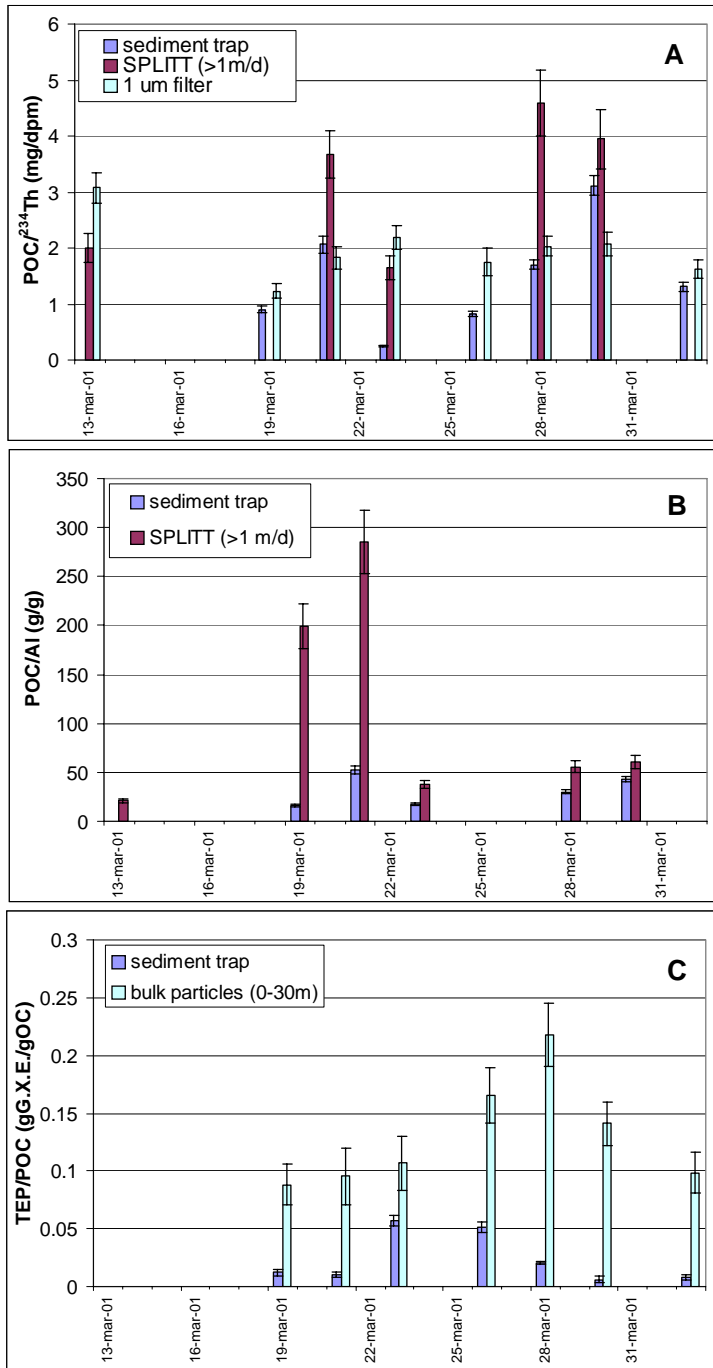 sediment trap
SPLITT (>1m/d)
1 um filter
A
POC/²³⁴Th (mg/dpm)
6
5
4
3
2
1
0
13-mar-01
16-mar-01
19-mar-01
22-mar-01
25-mar-01
28-mar-01
31-mar-01
sediment trap
SPLITT (>1 m/d)
B
POC/Al (g/g)
350
300
250
200
150
100
50
0
13-mar-01
16-mar-01
19-mar-01
22-mar-01
25-mar-01
28-mar-01
31-mar-01
sediment trap
bulk particles (0-30m)
C
TEP/POC (gG.X.E./gOC)
0.3
0.25
0.2
0.15
0.1
0.05
0
13-mar-01
16-mar-01
19-mar-01
22-mar-01
25-mar-01
28-mar-01
31-mar-01